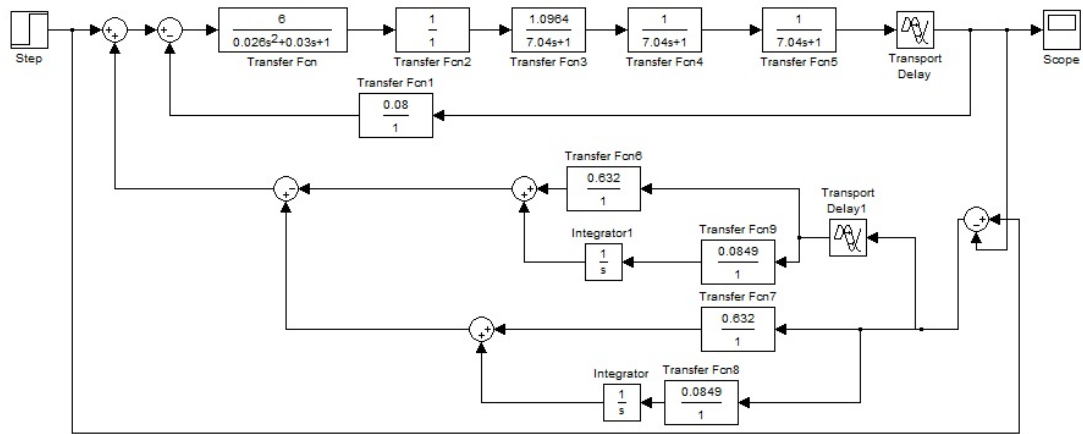 6
0.026s²+0.03s+1
Transfer Fcn
1
1
Transfer Fcn2
1.0964
7.04s+1
Transfer Fcn3
1
7.04s+1
Transfer Fcn4
1
7.04s+1
Transfer Fcn5
Transport
Delay
Step
Scope
Transfer Fcn1
0.08
1
Transfer Fcn6
0.632
1
Transport
Delay1
Integrator1
1
s
Transfer Fcn9
0.0849
1
Transfer Fcn7
0.632
1
Integrator
1
s
Transfer Fcn8
0.0849
1